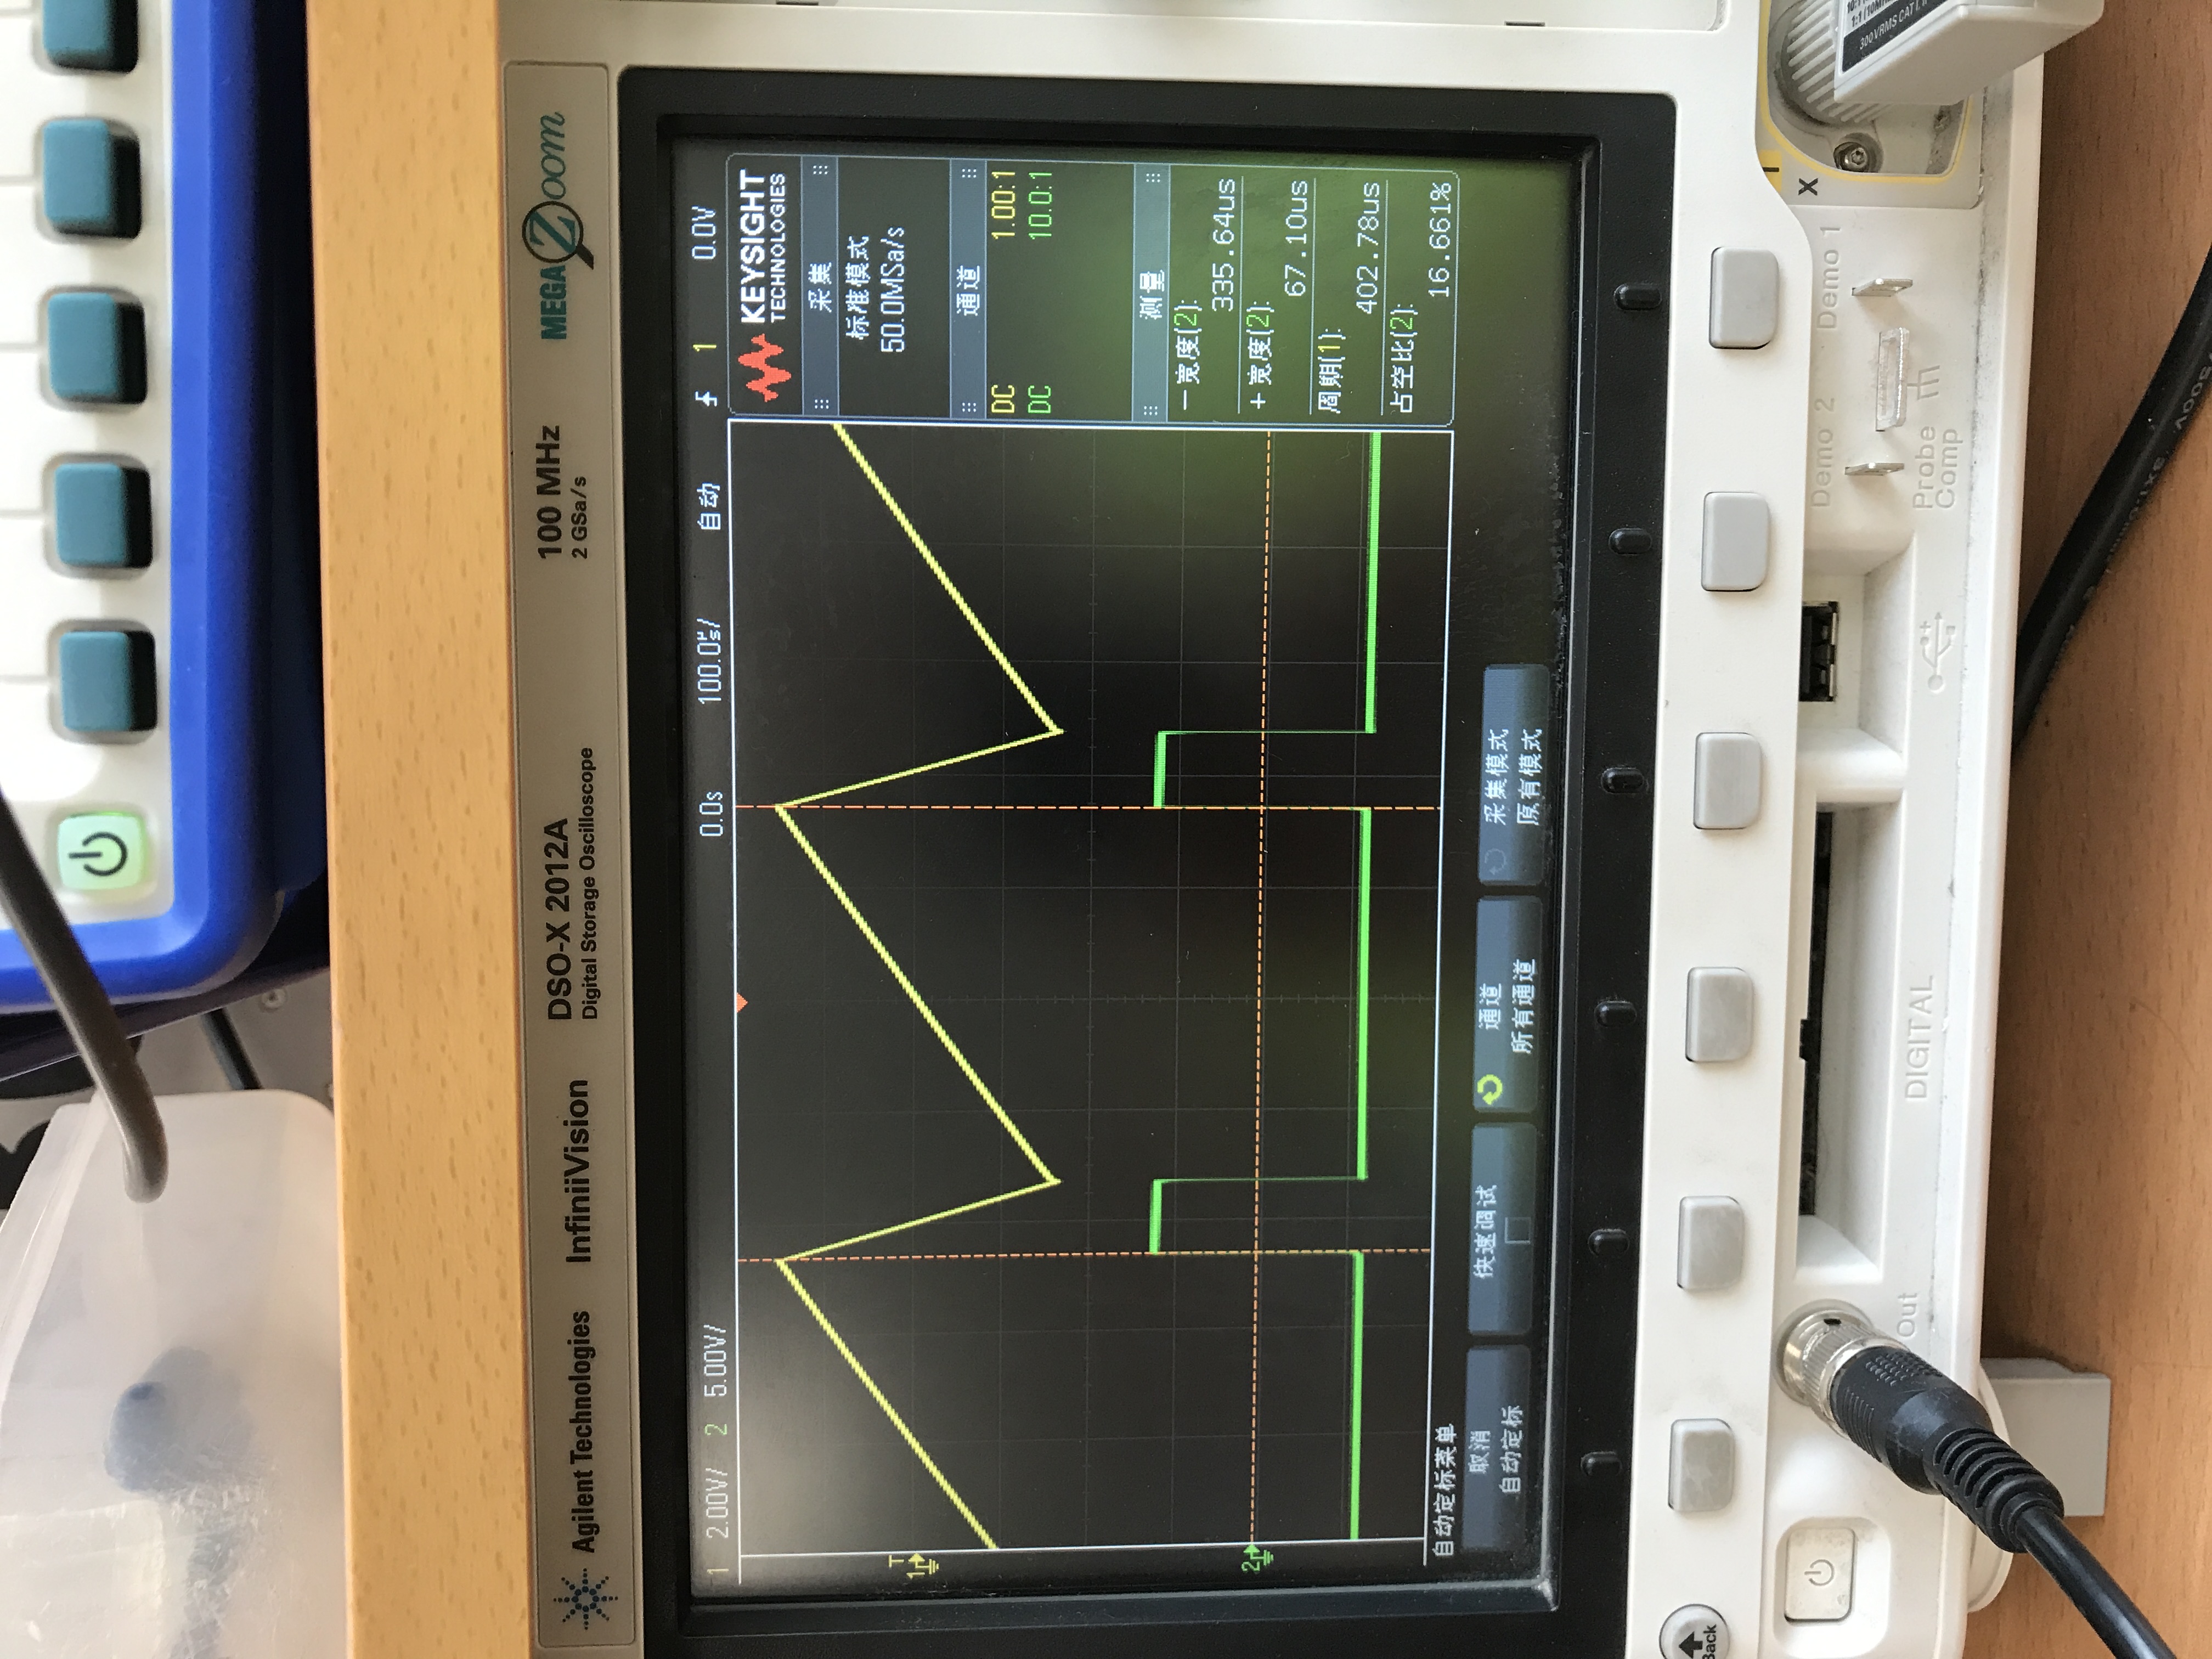 Agilent Technologies InfiniiVision DSO-X 2012A 100 MHz MEGA Zoom
Digital Storage Oscilloscope 2 GSa/s
1 2.00V/ 2 5.00V/ 0.0s 100.0us/ 自动 1 0.0V
KEYSIGHT
TECHNOLOGIES
采集
标准模式
50.0MSa/s
通道
DC 1.00:1
DC 10.0:1
测量
-宽度(2):
335.64us
+宽度(2):
67.10us
周期(1):
402.78us
占空比(2):
16.661%
T
1
2
自动定标菜单
取消
自动定标
快速调试
通道
所有通道
采集模式
原有模式
Back
Out
DIGITAL
Demo 2 Demo 1
Probe
Comp
X